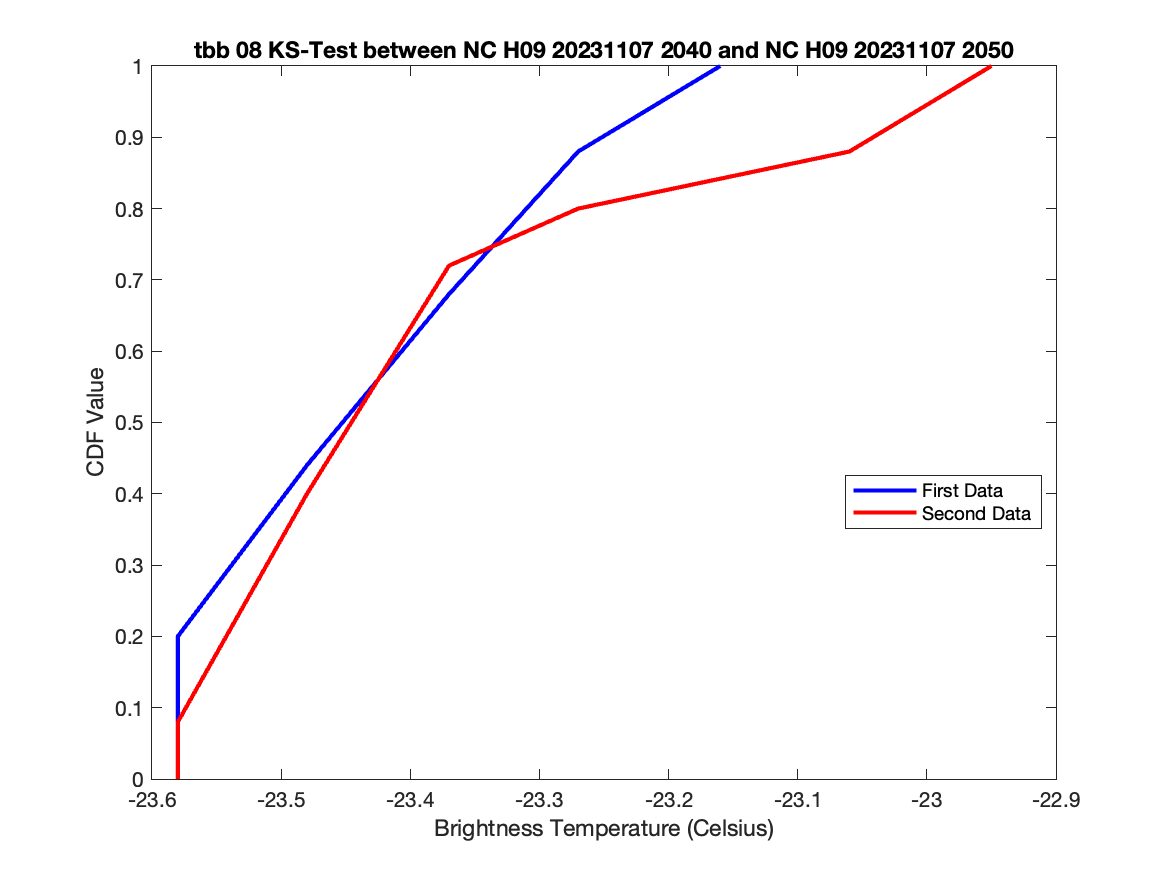 tbb 08 KS-Test between NC H09 20231107 2040 and NC H09 20231107 2050
1
0.9
0.8
0.7
0.6
0.5
0.4
0.3
0.2
0.1
0
CDF Value
First Data
Second Data
-23.6 -23.5 -23.4 -23.3 -23.2 -23.1 -23 -22.9
Brightness Temperature (Celsius)